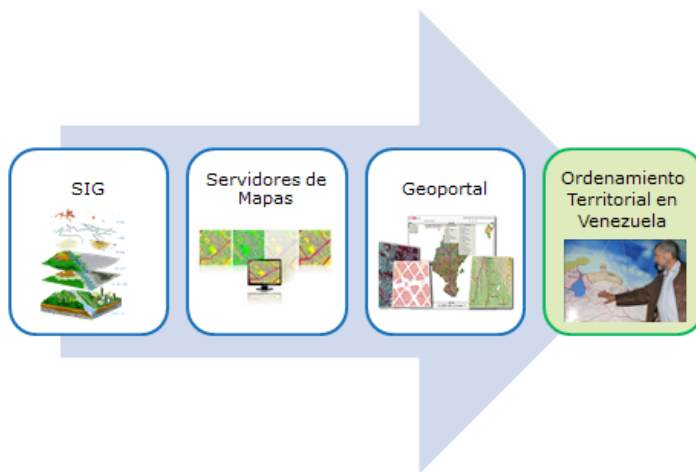 SIG
Servidores de
Mapas
Geoportal
Ordenamiento
Territorial en
Venezuela